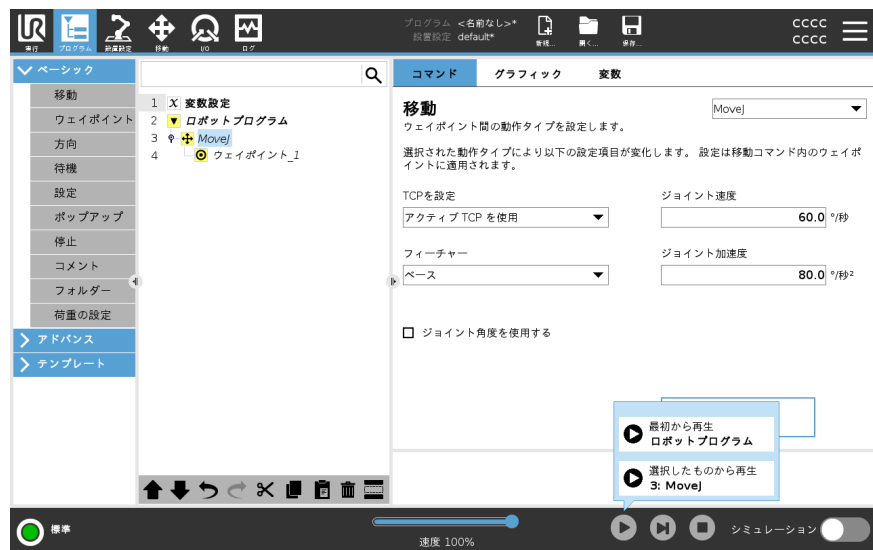 UR
実行
プログラム
設置設定
移動
I/O
ログ
プログラム <名前なし>*
設置設定 default*
新規...
開く...
保存...
CCCC
CCCC
ベーシック
移動
ウェイポイント
方向
待機
設定
ポップアップ
停止
コメント
フォルダー
荷重の設定
アドバンス
テンプレート
1 X 変数設定
2 ロボットプログラム
3 MoveJ
4 ウェイポイント_1
コマンド グラフィック 変数
移動
MoveJ
ウェイポイント間の動作タイプを設定します。
選択された動作タイプにより以下の設定項目が変化します。 設定は移動コマンド内のウェイポ
イントに適用されます。
TCPを設定
アクティブ TCP を使用
ジョイント速度
60.0 °/秒
フィーチャー
ベース
ジョイント加速度
80.0 °/秒²
ジョイント角度を使用する
最初から再生
ロボットプログラム
選択したものから再生
3: MoveJ
標準
速度 100%
シミュレーション